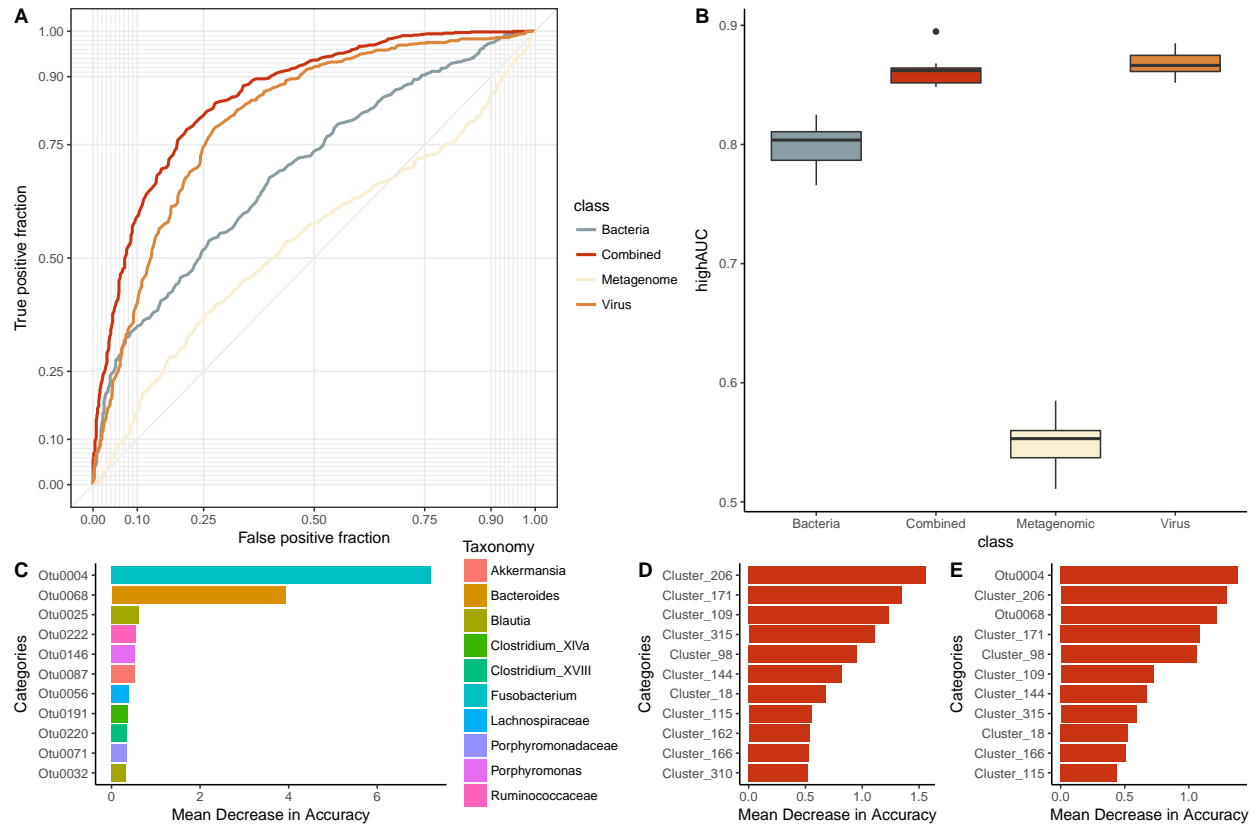 A
1.00
0.90
0.75
0.50
0.25
0.10
0.00
True positive fraction
0.00 0.10 0.25 0.50 0.75 0.90 1.00
False positive fraction
class
Bacteria
Combined
Metagenome
Virus
B
0.9
0.8
0.7
0.6
0.5
highAUC
Bacteria Combined Metagenomic Virus
class
C
Categories
Otu0004
Otu0068
Otu0025
Otu0222
Otu0146
Otu0087
Otu0056
Otu0191
Otu0220
Otu0071
Otu0032
0 2 4 6
Mean Decrease in Accuracy
Taxonomy
Akkermansia
Bacteroides
Blautia
Clostridium_XIVa
Clostridium_XVIII
Fusobacterium
Lachnospiraceae
Porphyromonadaceae
Porphyromonas
Ruminococcaceae
D
Categories
Cluster_206
Cluster_171
Cluster_109
Cluster_315
Cluster_98
Cluster_144
Cluster_18
Cluster_115
Cluster_162
Cluster_166
Cluster_310
0.0 0.5 1.0 1.5
Mean Decrease in Accuracy
E
Categories
Otu0004
Cluster_206
Otu0068
Cluster_171
Cluster_98
Cluster_109
Cluster_144
Cluster_315
Cluster_18
Cluster_166
Cluster_115
0.0 0.5 1.0
Mean Decrease in Accuracy